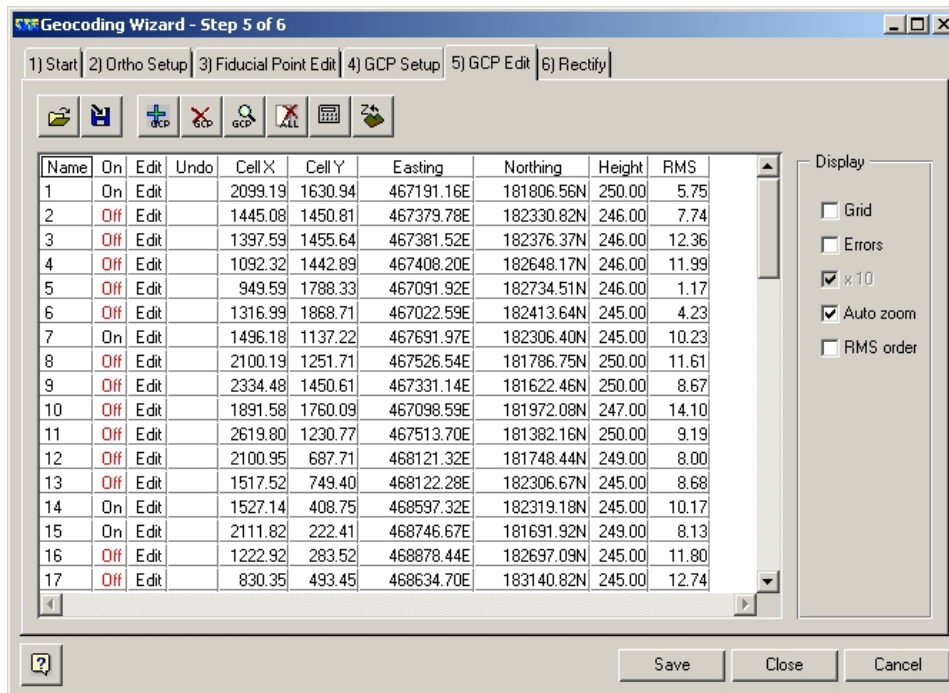 Geocoding Wizard - Step 5 of 6
1) Start 2) Ortho Setup 3) Fiducial Point Edit 4) GCP Setup 5) GCP Edit 6) Rectify
GCP GCP GCP ALL Z
Name On Edit Undo Cell X Cell Y Easting Northing Height RMS
1 On Edit 2099.19 1630.94 467191.16E 181806.56N 250.00 5.75
2 Off Edit 1445.08 1450.81 467379.78E 182330.82N 246.00 7.74
3 Off Edit 1397.59 1455.64 467381.52E 182376.37N 246.00 12.36
4 Off Edit 1092.32 1442.89 467408.20E 182648.17N 246.00 11.99
5 Off Edit 949.59 1788.33 467091.92E 182734.51N 246.00 1.17
6 Off Edit 1316.99 1868.71 467022.59E 182413.64N 245.00 4.23
7 On Edit 1496.18 1137.22 467691.97E 182306.40N 245.00 10.23
8 Off Edit 2100.19 1251.71 467526.54E 181786.75N 250.00 11.61
9 Off Edit 2334.48 1450.61 467331.14E 181622.46N 250.00 8.67
10 Off Edit 1891.58 1760.09 467098.59E 181972.08N 247.00 14.10
11 Off Edit 2619.80 1230.77 467513.70E 181382.16N 250.00 9.19
12 Off Edit 2100.95 687.71 468121.32E 181748.44N 249.00 8.00
13 Off Edit 1517.52 749.40 468122.28E 182306.67N 245.00 8.68
14 On Edit 1527.14 408.75 468597.32E 182319.18N 245.00 10.17
15 On Edit 2111.82 222.41 468746.67E 181691.92N 249.00 8.13
16 Off Edit 1222.92 283.52 468878.44E 182697.09N 245.00 11.80
17 Off Edit 830.35 493.45 468634.70E 183140.82N 245.00 12.74
Display
Grid
Errors
x 10
Auto zoom
RMS order
?
Save Close Cancel